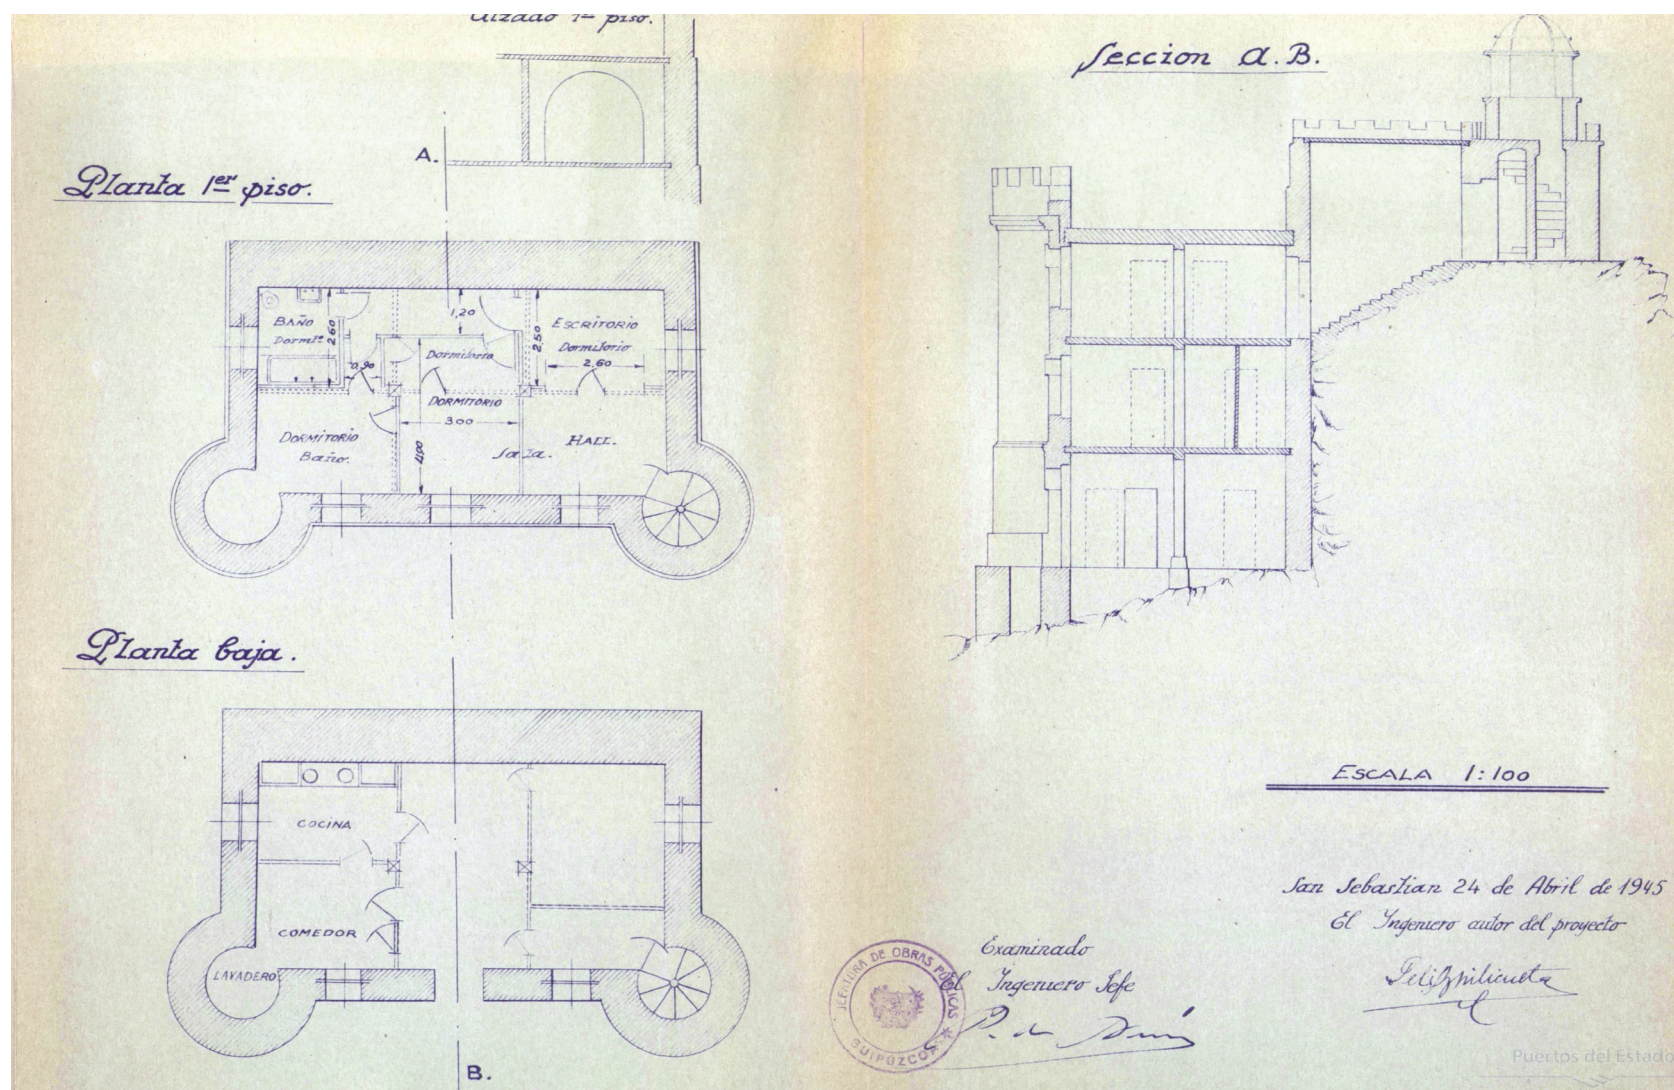 Alzado 1er piso.
A.
Planta 1er piso.
1,20
BAÑO
Dormit.º
2,60
ESCRITORIO
Dormitorio
2,50
2,60
Dormitorio
0,90
DORMITORIO
3,00
4,00
DORMITORIO
Baño.
Sala.
HALL.
Planta baja.
COCINA
COMEDOR
LAVADERO
B.
Seccion A.B.
ESCALA 1:100
San Sebastian 24 de Abril de 1945
El Ingeniero autor del proyecto
Examinado
El Ingeniero Jefe
JEFATURA DE OBRAS PÚBLICAS
GUIPÚZCOA
Puertos del Estado